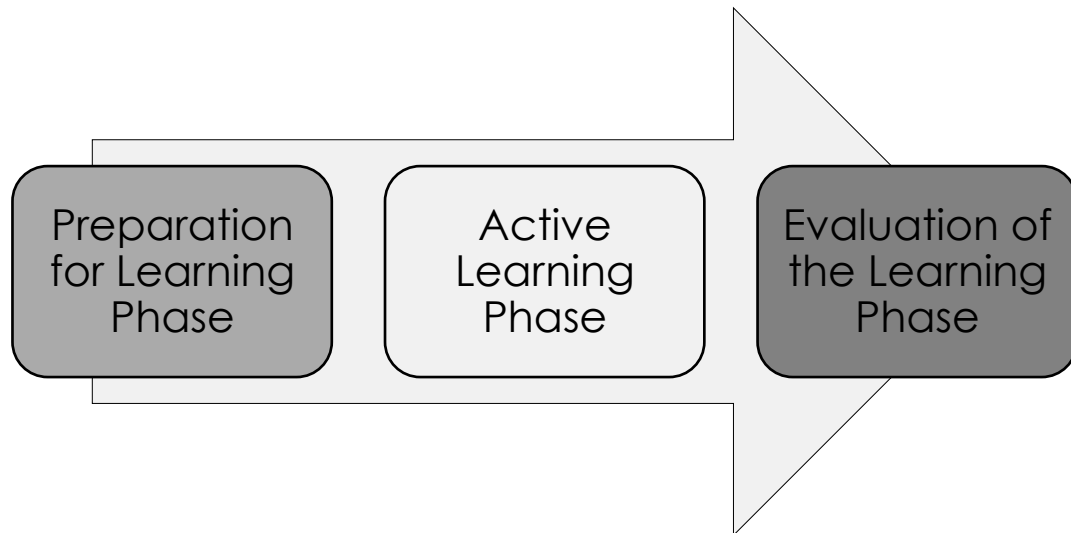 Preparation
for Learning
Phase
Active
Learning
Phase
Evaluation of
the Learning
Phase